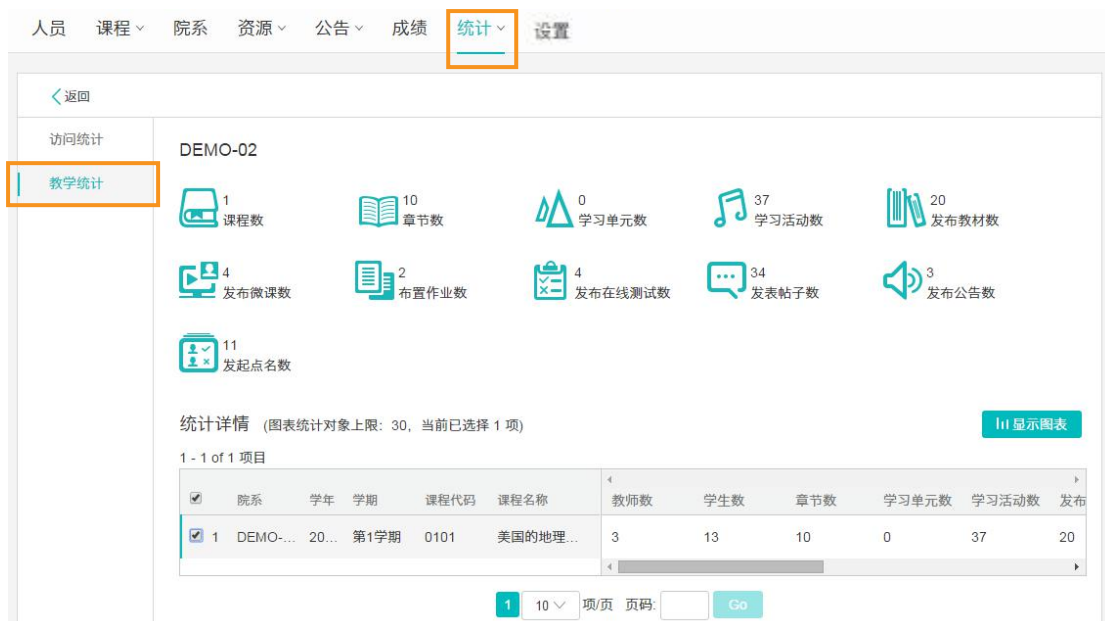 人员 课程 院系 资源 公告 成绩 统计 设置
返回
访问统计
教学统计
DEMO-02
1
课程数
10
章节数
0
学习单元数
37
学习活动数
20
发布教材数
4
发布微课数
2
布置作业数
4
发布在线测试数
34
发表帖子数
3
发布公告数
11
发起点名数
统计详情 (图表统计对象上限: 30, 当前已选择 1 项)
显示图表
1 - 1 of 1 项目
院系 学年 学期 课程代码 课程名称 教师数 学生数 章节数 学习单元数 学习活动数 发布
1 DEMO-... 20... 第1学期 0101 美国的地理... 3 13 10 0 37 20
1 10 项/页 页码: Go